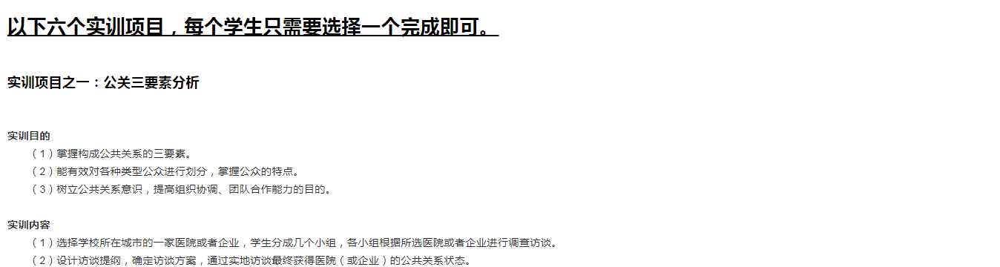 以下六个实训项目，每个学生只需要选择一个完成即可。
实训项目之一：公关三要素分析
实训目的
（1）掌握构成公共关系的三要素。
（2）能有效对各种类型公众进行划分，掌握公众的特点。
（3）树立公共关系意识，提高组织协调、团队合作能力的目的。
实训内容
（1）选择学校所在城市的一家医院或者企业，学生分成几个小组，各小组根据所选医院或者企业进行调查访谈。
（2）设计访谈提纲，确定访谈方案，通过实地访谈最终获得医院（或企业）的公共关系状态。